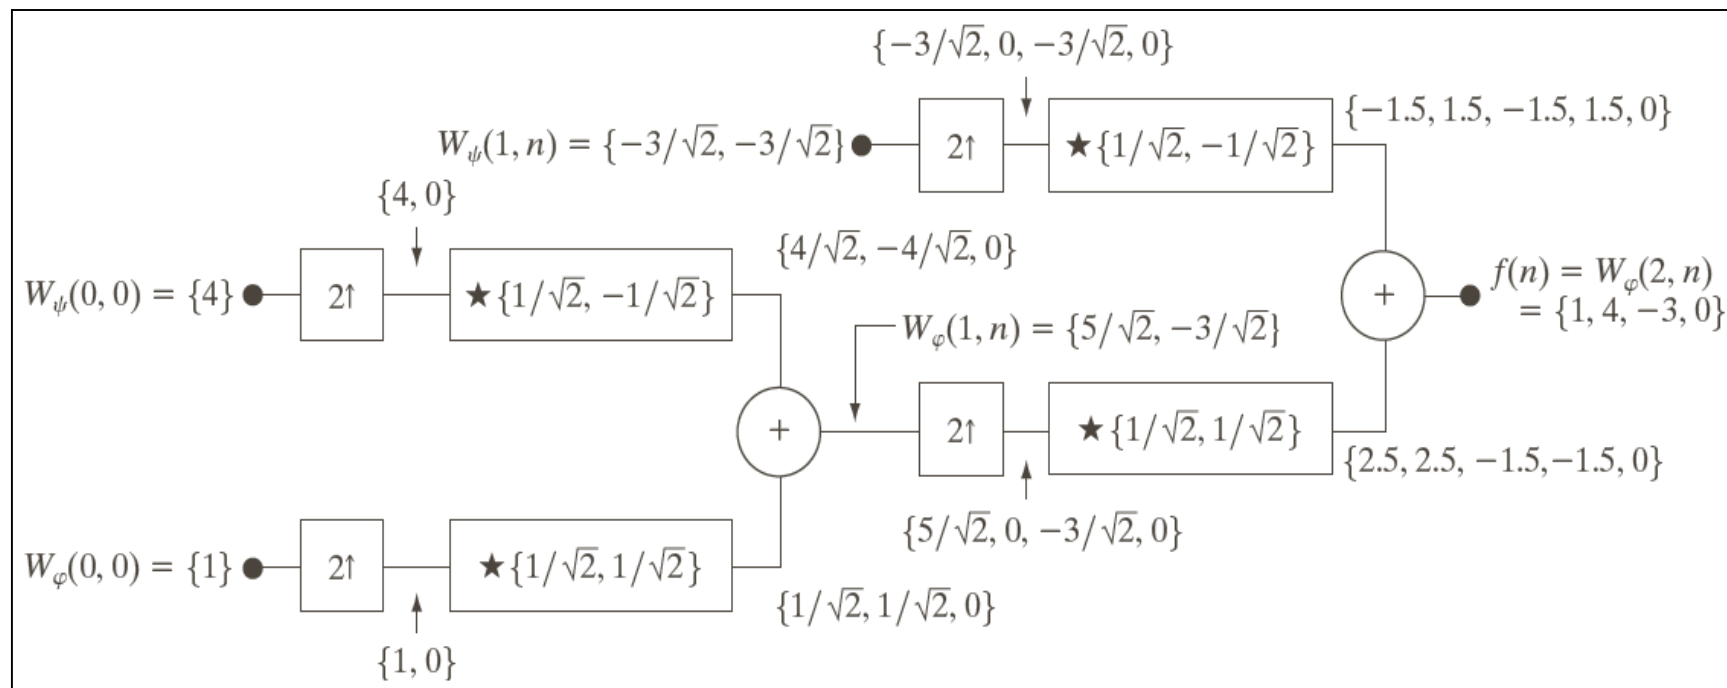 {−3/√2, 0, −3/√2, 0}
{−1.5, 1.5, −1.5, 1.5, 0}
W_ψ(1, n) = {−3/√2, −3/√2}
2↑
★{1/√2, −1/√2}
{4, 0}
{4/√2, −4/√2, 0}
W_ψ(0, 0) = {4}
2↑
★{1/√2, −1/√2}
+
f(n) = W_φ(2, n)
= {1, 4, −3, 0}
W_φ(1, n) = {5/√2, −3/√2}
+
2↑
★{1/√2, 1/√2}
{2.5, 2.5, −1.5,−1.5, 0}
{5/√2, 0, −3/√2, 0}
W_φ(0, 0) = {1}
2↑
★{1/√2, 1/√2}
{1/√2, 1/√2, 0}
{1, 0}